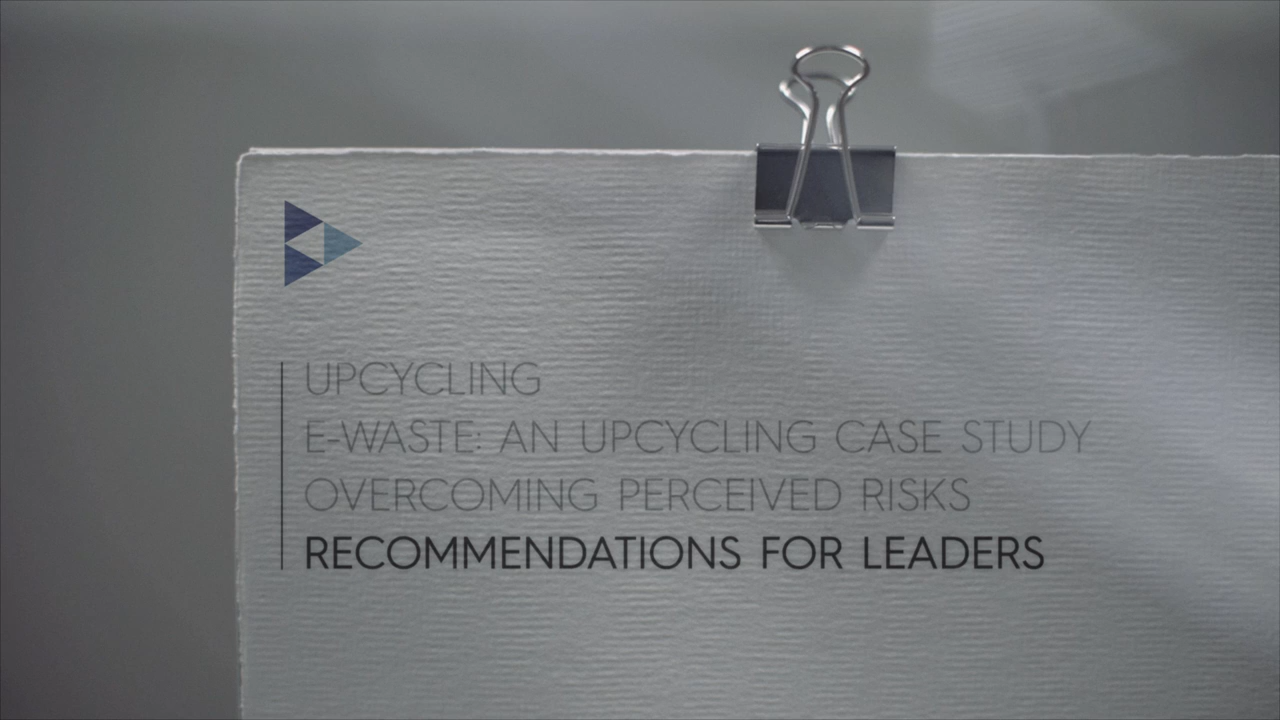 UPCYCLING
E-WASTE: AN UPCYCLING CASE STUDY
OVERCOMING PERCEIVED RISKS
RECOMMENDATIONS FOR LEADERS